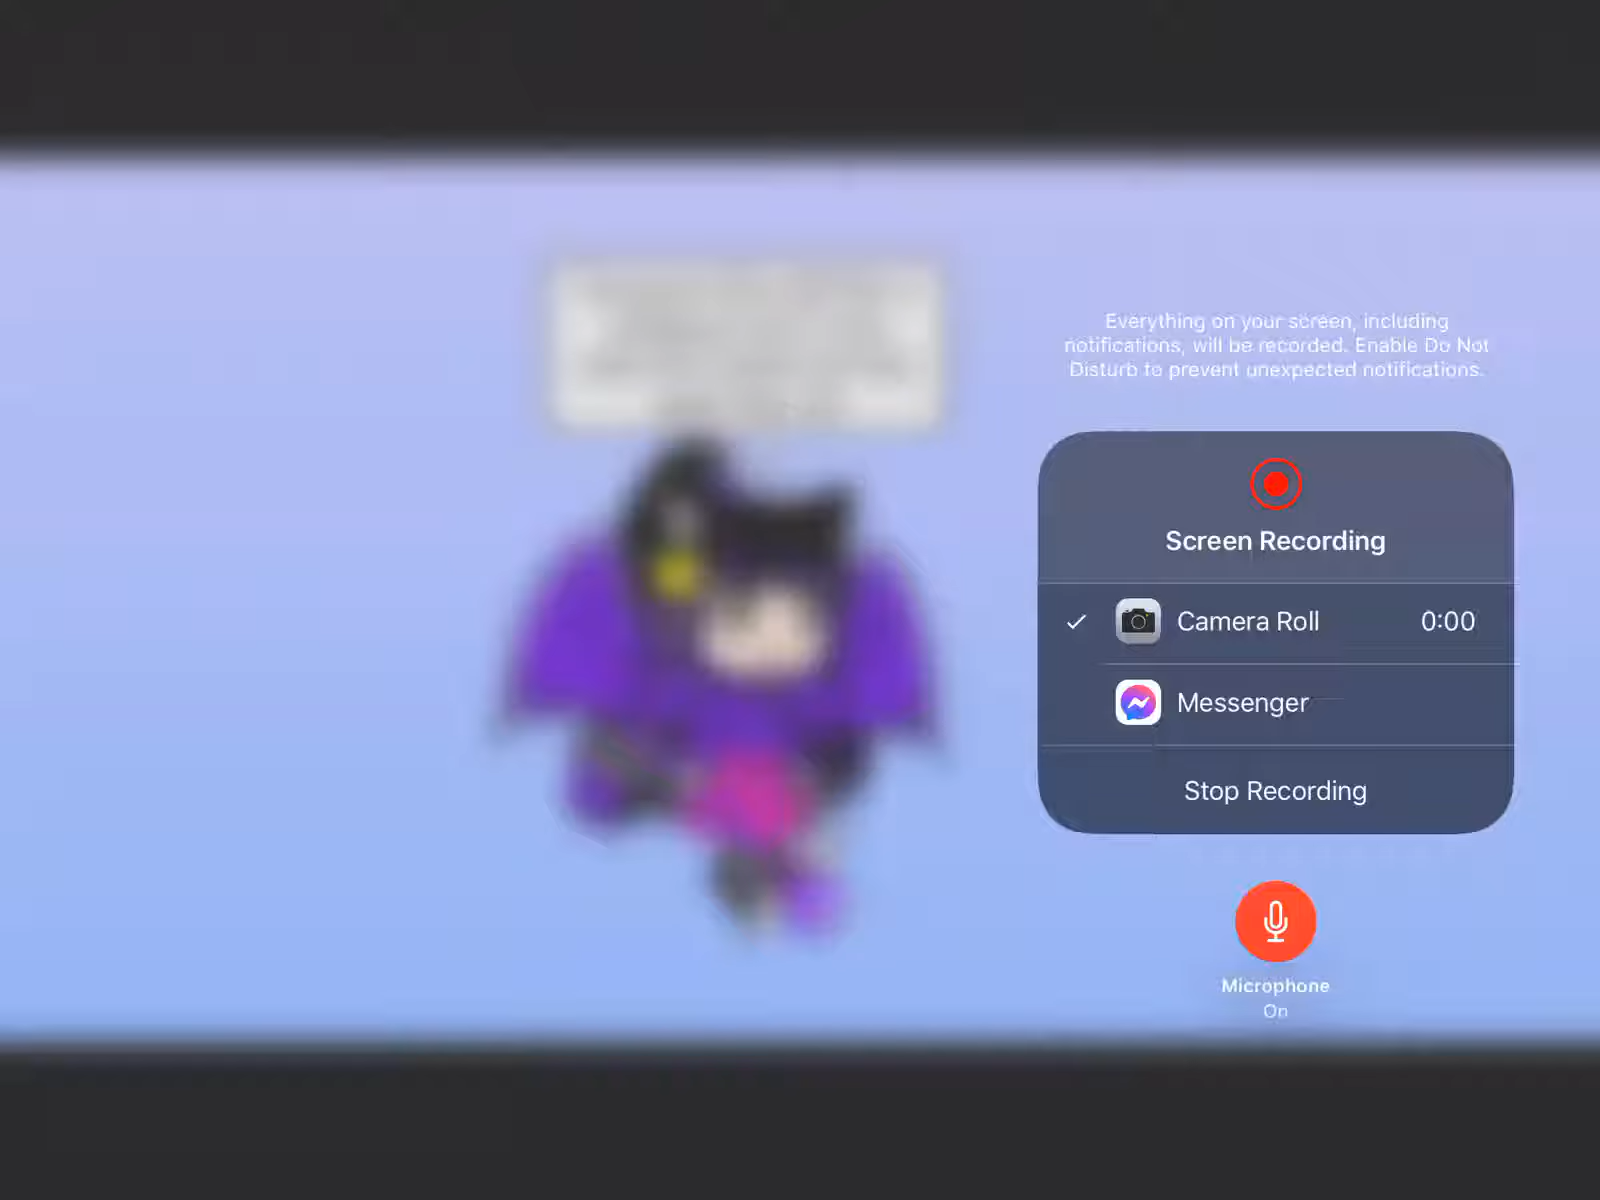 Everything on your screen, including
notifications, will be recorded. Enable Do Not
Disturb to prevent unexpected notifications.
Screen Recording
Camera Roll 0:00
Messenger
Stop Recording
Microphone
On